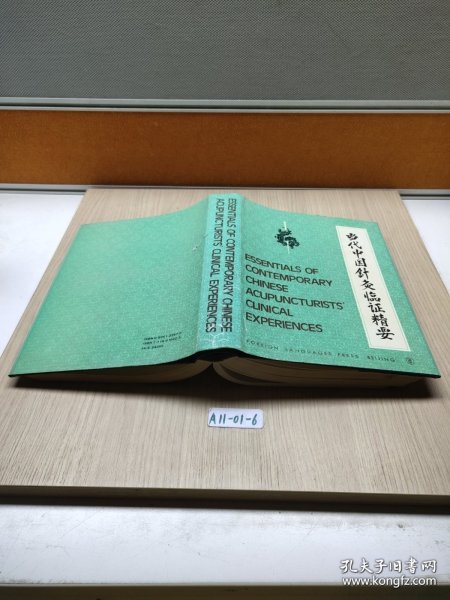 ESSENTIALS OF CONTEMPORARY CHINESE
ACUPUNCTURISTS' CLINICAL EXPERIENCES
ESSENTIALS OF
CONTEMPORARY
CHINESE
ACUPUNCTURISTS'
CLINICAL
EXPERIENCES
当代中国针灸临证精要
FOREIGN LANGUAGES PRESS BEIJING
A11-01-6
孔夫子旧书网
www.kongfz.com